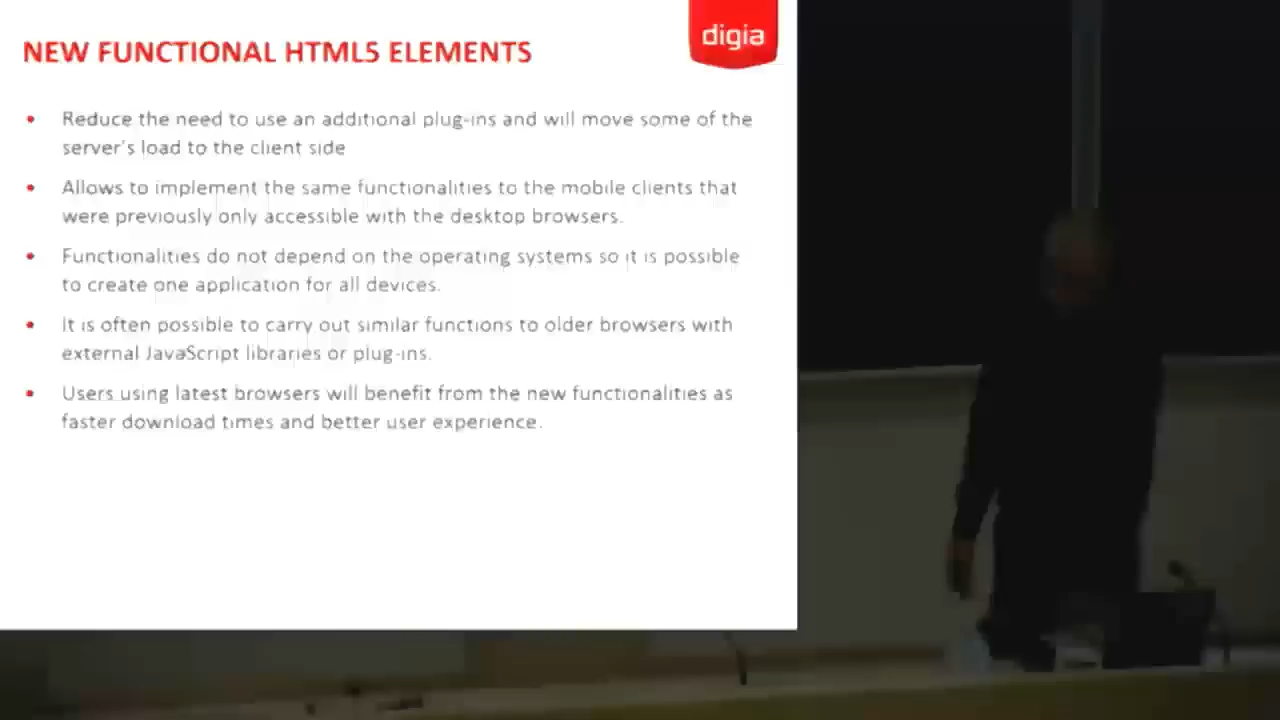 NEW FUNCTIONAL HTML5 ELEMENTS
digia
Reduce the need to use an additional plug-ins and will move some of the
server's load to the client side
Allows to implement the same functionalities to the mobile clients that
were previously only accessible with the desktop browsers.
Functionalities do not depend on the operating systems so it is possible
to create one application for all devices.
It is often possible to carry out similar functions to older browsers with
external JavaScript libraries or plug-ins.
Users using latest browsers will benefit from the new functionalities as
faster download times and better user experience.